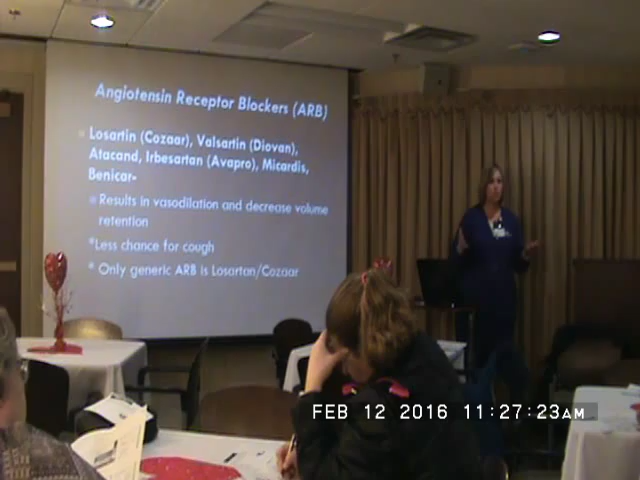 Angiotensin Receptor Blockers (ARB)
Losartin (Cozaar), Valsartin (Diovan),
Atacand, Irbesartan (Avapro), Micardis,
Benicar-
Results in vasodilation and decrease volume
retention
*Less chance for cough
* Only generic ARB is Losartan/Cozaar
FEB 12 2016 11:27:23AM